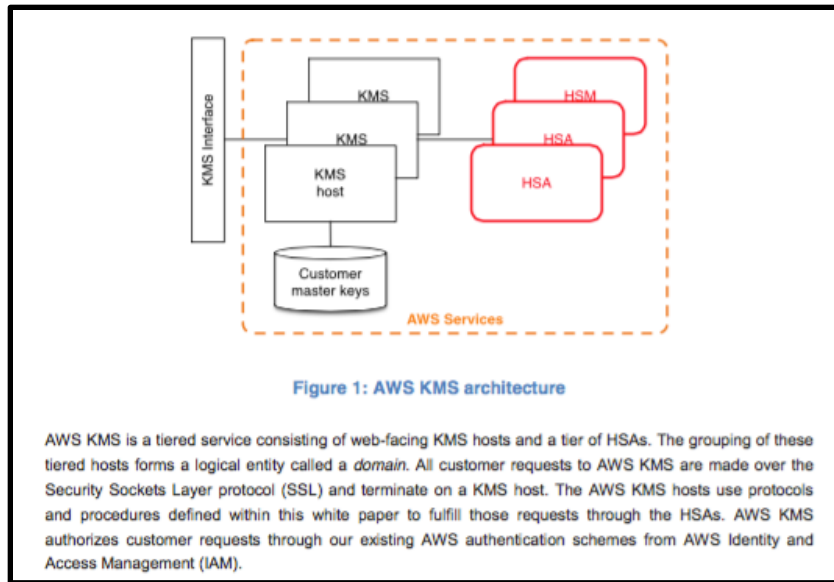 KMS Interface
KMS
KMS
KMS
host
HSM
HSA
HSA
Customer
master keys
AWS Services
Figure 1: AWS KMS architecture
AWS KMS is a tiered service consisting of web-facing KMS hosts and a tier of HSAs. The grouping of these
tiered hosts forms a logical entity called a domain. All customer requests to AWS KMS are made over the
Security Sockets Layer protocol (SSL) and terminate on a KMS host. The AWS KMS hosts use protocols
and procedures defined within this white paper to fulfill those requests through the HSAs. AWS KMS
authorizes customer requests through our existing AWS authentication schemes from AWS Identity and
Access Management (IAM).